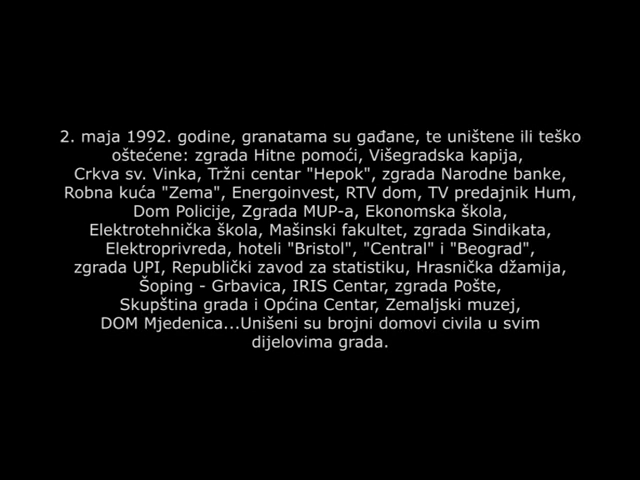 2. maja 1992. godine, granatama su gađane, te uništene ili teško
oštećene: zgrada Hitne pomoći, Višegradska kapija,
Crkva sv. Vinka, Tržni centar "Hepok", zgrada Narodne banke,
Robna kuća "Zema", Energoinvest, RTV dom, TV predajnik Hum,
Dom Policije, Zgrada MUP-a, Ekonomska škola,
Elektrotehnička škola, Mašinski fakultet, zgrada Sindikata,
Elektroprivreda, hoteli "Bristol", "Central" i "Beograd",
zgrada UPI, Republički zavod za statistiku, Hrasnička džamija,
Šoping - Grbavica, IRIS Centar, zgrada Pošte,
Skupština grada i Općina Centar, Zemaljski muzej,
DOM Mjedenica...Unišeni su brojni domovi civila u svim
dijelovima grada.